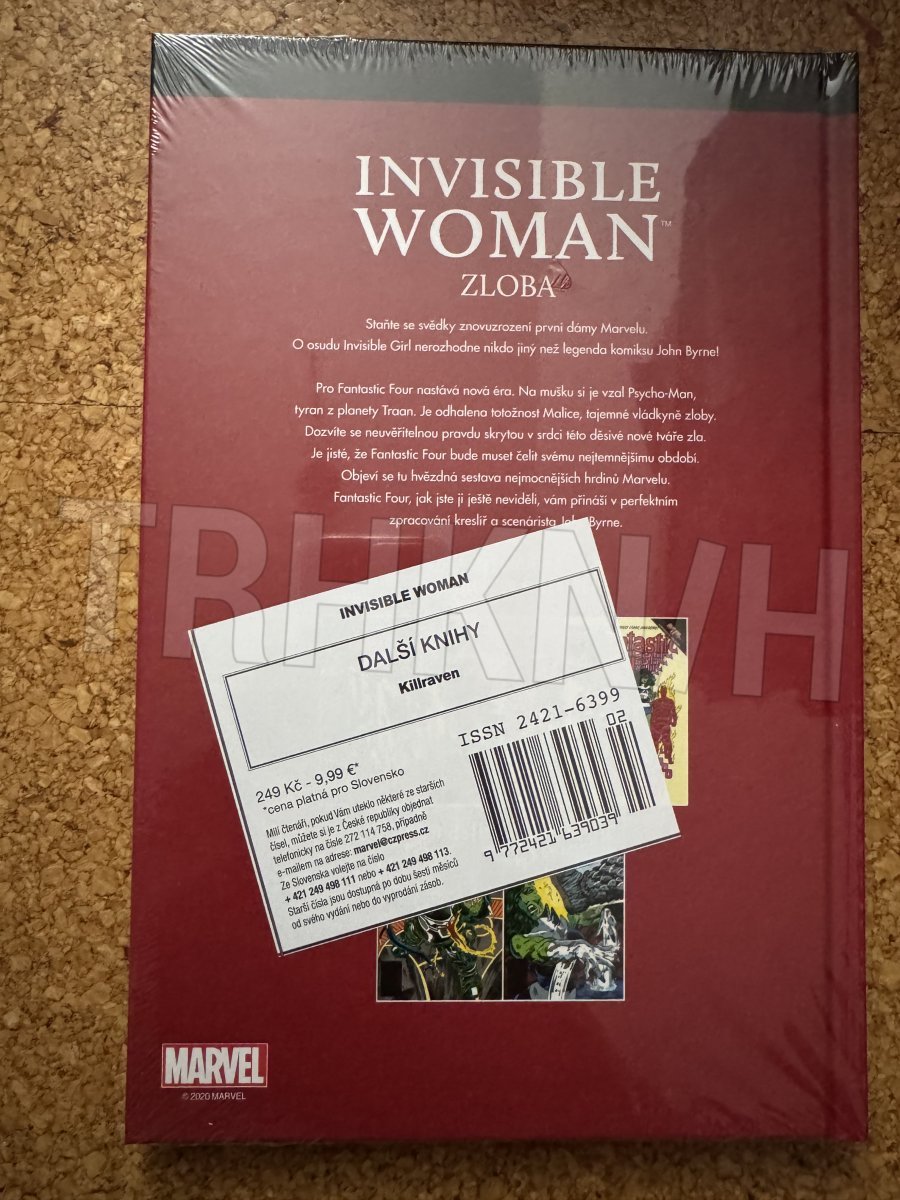 INVISIBLE
WOMAN™
ZLOBA
Staňte se svědky znovuzrození první dámy Marvelu.
O osudu Invisible Girl nerozhodne nikdo jiný než legenda komiksu John Byrne!
Pro Fantastic Four nastává nová éra. Na mušku si je vzal Psycho-Man,
tyran z planety Traan. Je odhalena totožnost Malice, tajemné vládkyně zloby.
Dozvíte se neuvěřitelnou pravdu skrytou v srdci této děsivé nové tváře zla.
Je jisté, že Fantastic Four bude muset čelit svému nejtemnějšímu období.
Objeví se tu hvězdná sestava nejmocnějších hrdinů Marvelu.
Fantastic Four, jak jste ji ještě neviděli, vám přináší v perfektním
zpracování kreslíř a scenárista John Byrne.
TRHKNIH
INVISIBLE WOMAN
DALŠÍ KNIHY
Killraven
249 Kč - 9,99 €*
*cena platná pro Slovensko
Milí čtenáři, pokud Vám uteklo některé ze starších
čísel, můžete si je z České republiky objednat
telefonicky na čísle 272 114 758, případně
e-mailem na adrese: marvel@czpress.cz
Ze Slovenska volejte na číslo
+ 421 249 498 111 nebo + 421 249 498 113.
Starší čísla jsou dostupná po dobu šesti měsíců
od svého vydání nebo do vyprodání zásob.
ISSN 2421-6399
02
9 772421 639039
MARVEL
© 2020 MARVEL